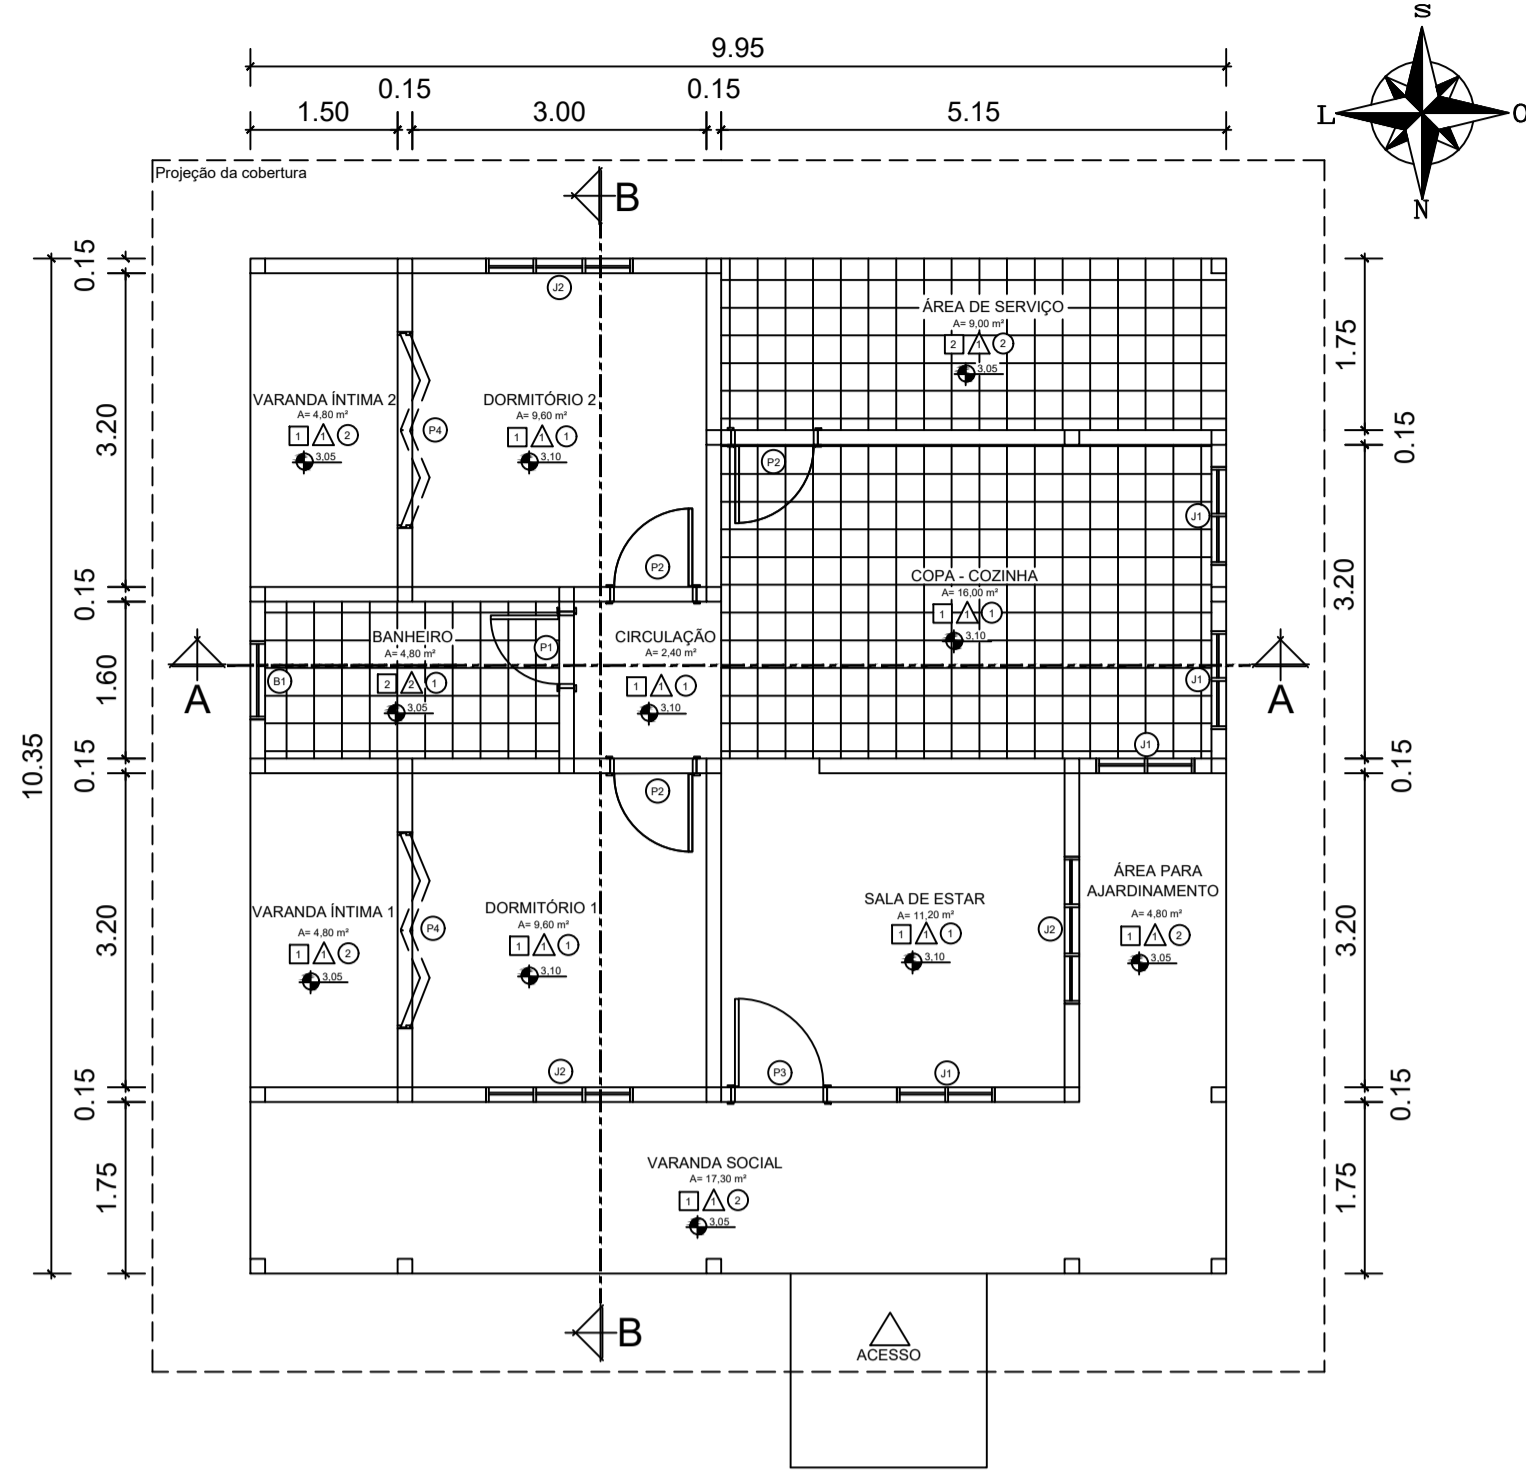 S
9.95
0.15
0.15
1.50
3.00
5.15
L
O
N
Projeção da cobertura
B
0.15
ÁREA DE SERVIÇO
A= 9,00 m²
2 1 2
3,05
J2
1.75
VARANDA ÍNTIMA 2
A= 4,80 m²
1 1 2
3,05
DORMITÓRIO 2
A= 9,60 m²
1 1 1
3,10
P4
3.20
0.15
P2
J1
P2
COPA - COZINHA
A= 16,00 m²
1 1 1
3,10
3.20
0.15
BANHEIRO
A= 4,80 m²
2 2 1
3,05
P1
CIRCULAÇÃO
A= 2,40 m²
1 1 1
3,10
B1
J1
A
A
1.60
10.35
J1
0.15
0.15
P2
ÁREA PARA
AJARDINAMENTO
A= 4,80 m²
1 1 2
3,05
SALA DE ESTAR
A= 11,20 m²
1 1 1
3,10
J2
VARANDA ÍNTIMA 1
A= 4,80 m²
1 1 2
3,05
DORMITÓRIO 1
A= 9,60 m²
1 1 1
3,10
P4
3.20
3.20
J2
P3
J1
0.15
0.15
VARANDA SOCIAL
A= 17,30 m²
1 1 2
3,05
1.75
1.75
B
ACESSO